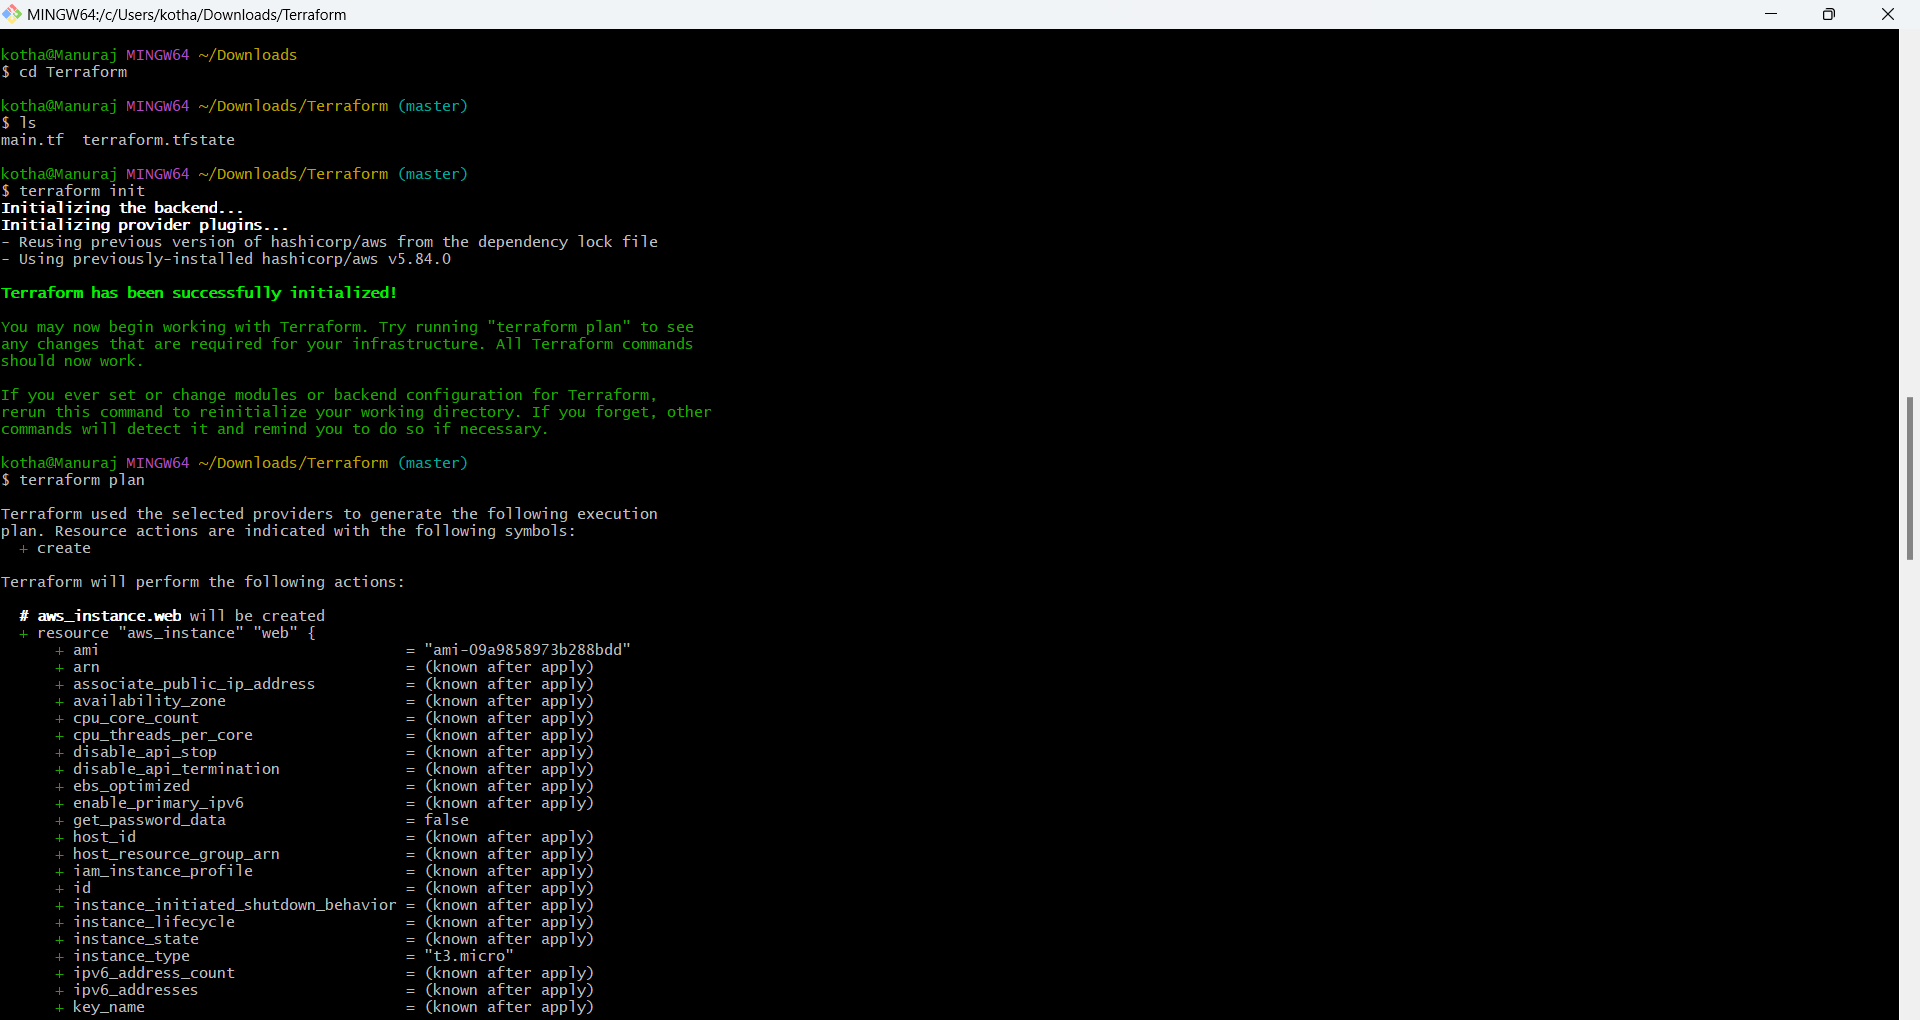 MINGW64:/c/Users/kotha/Downloads/Terraform
kotha@Manuraj MINGW64 ~/Downloads
$ cd Terraform
kotha@Manuraj MINGW64 ~/Downloads/Terraform (master)
$ ls
main.tf  terraform.tfstate
kotha@Manuraj MINGW64 ~/Downloads/Terraform (master)
$ terraform init
Initializing the backend...
Initializing provider plugins...
- Reusing previous version of hashicorp/aws from the dependency lock file
- Using previously-installed hashicorp/aws v5.84.0
Terraform has been successfully initialized!
You may now begin working with Terraform. Try running "terraform plan" to see
any changes that are required for your infrastructure. All Terraform commands
should now work.
If you ever set or change modules or backend configuration for Terraform,
rerun this command to reinitialize your working directory. If you forget, other
commands will detect it and remind you to do so if necessary.
kotha@Manuraj MINGW64 ~/Downloads/Terraform (master)
$ terraform plan
Terraform used the selected providers to generate the following execution
plan. Resource actions are indicated with the following symbols:
  + create
Terraform will perform the following actions:
  # aws_instance.web will be created
  + resource "aws_instance" "web" {
      + ami                                  = "ami-09a9858973b288bdd"
      + arn                                  = (known after apply)
      + associate_public_ip_address          = (known after apply)
      + availability_zone                    = (known after apply)
      + cpu_core_count                       = (known after apply)
      + cpu_threads_per_core                 = (known after apply)
      + disable_api_stop                     = (known after apply)
      + disable_api_termination              = (known after apply)
      + ebs_optimized                        = (known after apply)
      + enable_primary_ipv6                  = (known after apply)
      + get_password_data                    = false
      + host_id                              = (known after apply)
      + host_resource_group_arn              = (known after apply)
      + iam_instance_profile                 = (known after apply)
      + id                                   = (known after apply)
      + instance_initiated_shutdown_behavior = (known after apply)
      + instance_lifecycle                   = (known after apply)
      + instance_state                       = (known after apply)
      + instance_type                        = "t3.micro"
      + ipv6_address_count                   = (known after apply)
      + ipv6_addresses                       = (known after apply)
      + key_name                             = (known after apply)